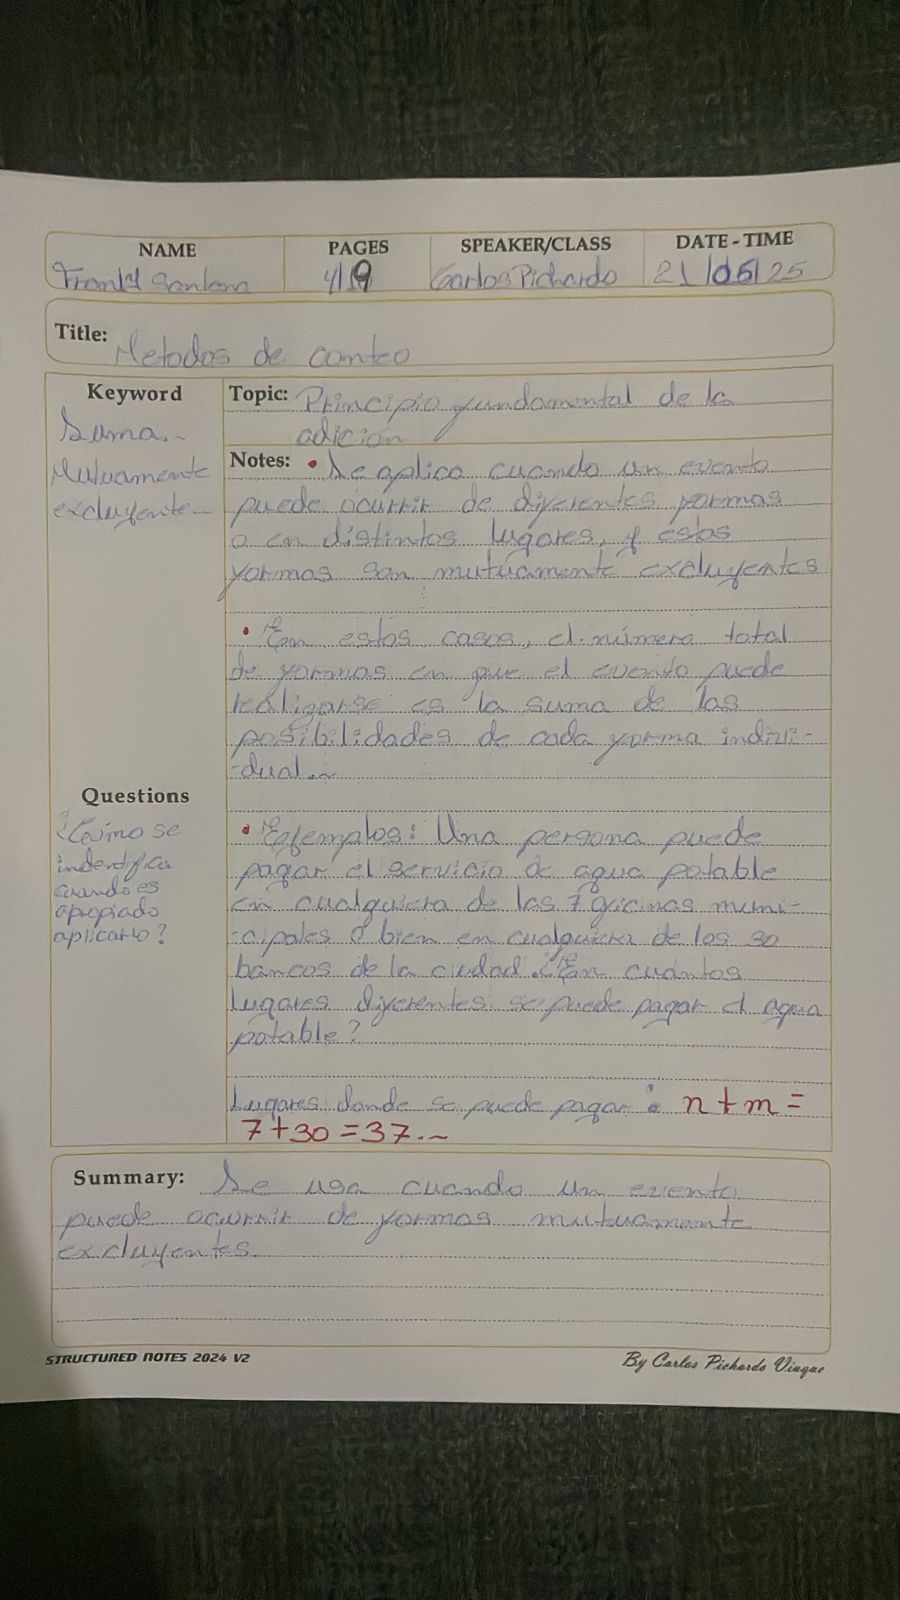 NAME PAGES SPEAKER/CLASS DATE - TIME
Santana 4/19 Carlos Pichardo 21/05/25
Title: Metodos de conteo
Keyword
Suma.~
Mutuamente
excluyente.~
Topic: Principio fundamental de la
adición
Notes: • Se aplica cuando un evento
puede ocurrir de diferentes formas
o en distintos lugares, y estas
formas son mutuamente excluyentes
• En estos casos, el número total
de formas en que el evento puede
realizarse es la suma de las
posibilidades de cada forma indivi-
-dual.~
Questions
¿Cómo se
indentifica
cuando es
apropiado
aplicarlo?
• Ejemplos: Una persona puede
pagar el servicio de agua potable
en cualquiera de las 7 oficinas muni-
-cipales o bien en cualquiera de los 30
bancos de la ciudad. ¿En cuántos
lugares diferentes se puede pagar el agua
potable?
Lugares donde se puede pagar: n+m=
7+30=37.~
Summary: Se usa cuando un evento
puede ocurrir de formas mutuamente
excluyentes.
STRUCTURED NOTES 2024 V2
By Carlos Pichardo Viuque